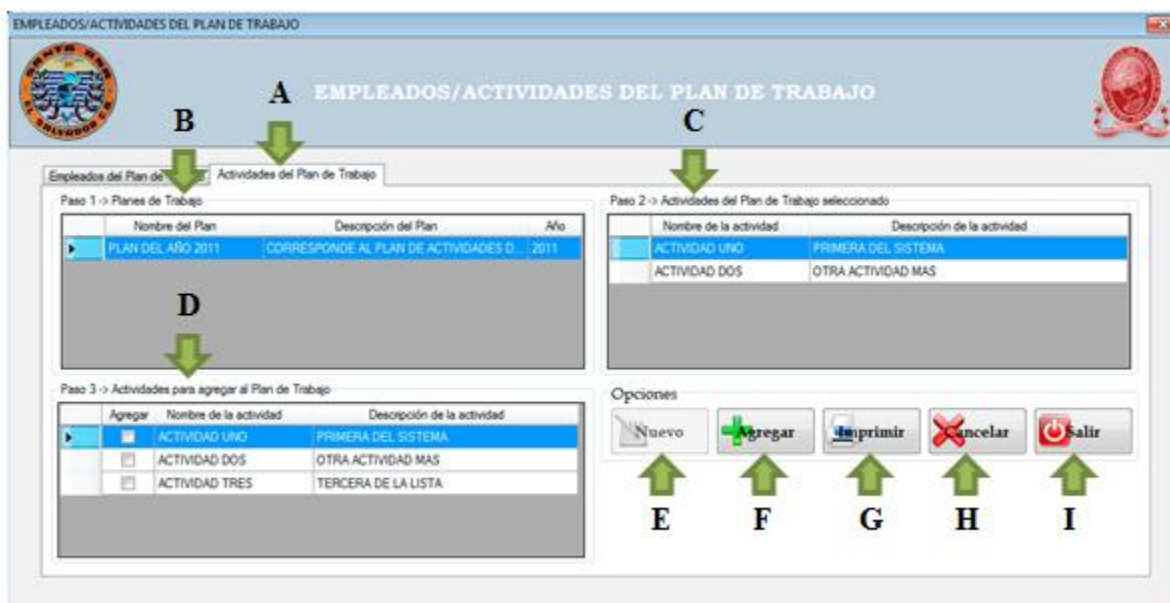 EMPLEADOS/ACTIVIDADES DEL PLAN DE TRABAJO
SANTA ANA
EL SALVADOR C.A.
EMPLEADOS/ACTIVIDADES DEL PLAN DE TRABAJO
A
B
C
Empleados del Plan de
Actividades del Plan de Trabajo
Paso 1 -> Planes de Trabajo
Nombre del Plan Descripción del Plan Año
PLAN DEL AÑO 2011 CORRESPONDE AL PLAN DE ACTIVIDADES D... 2011
Paso 2 -> Actividades del Plan de Trabajo seleccionado
Nombre de la actividad Descripción de la actividad
ACTIVIDAD UNO PRIMERA DEL SISTEMA
ACTIVIDAD DOS OTRA ACTIVIDAD MAS
D
Paso 3 -> Actividades para agregar al Plan de Trabajo
Agregar Nombre de la actividad Descripción de la actividad
ACTIVIDAD UNO PRIMERA DEL SISTEMA
ACTIVIDAD DOS OTRA ACTIVIDAD MAS
ACTIVIDAD TRES TERCERA DE LA LISTA
Opciones
Nuevo Agregar Imprimir Cancelar Salir
E F G H I